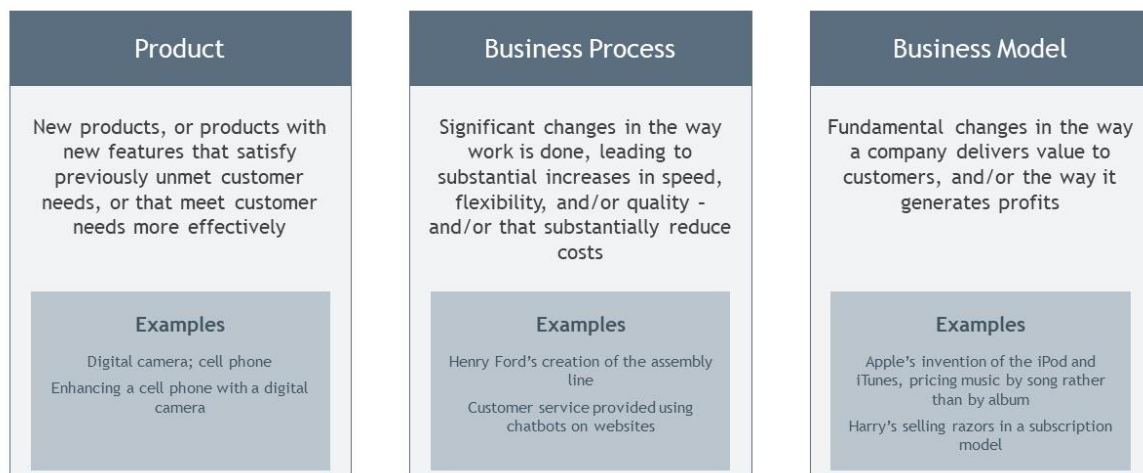 Product
New products, or products with
new features that satisfy
previously unmet customer
needs, or that meet customer
needs more effectively
Examples
Digital camera; cell phone
Enhancing a cell phone with a digital
camera
Business Process
Significant changes in the way
work is done, leading to
substantial increases in speed,
flexibility, and/or quality –
and/or that substantially reduce
costs
Examples
Henry Ford's creation of the assembly
line
Customer service provided using
chatbots on websites
Business Model
Fundamental changes in the way
a company delivers value to
customers, and/or the way it
generates profits
Examples
Apple's invention of the iPod and
iTunes, pricing music by song rather
than by album
Harry's selling razors in a subscription
model